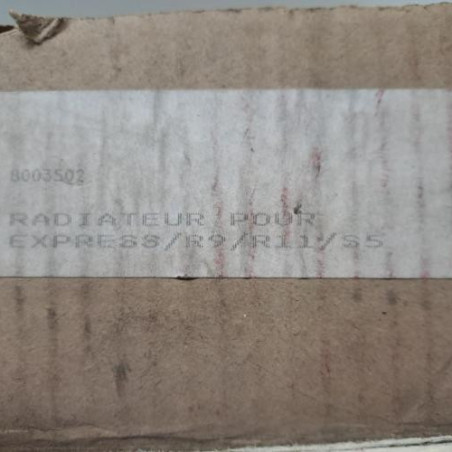 8003502
RADIATEUR POUR
EXPRESS/R9/R11/S5